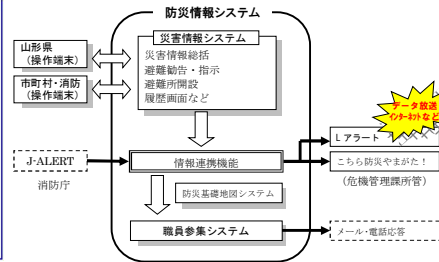 防災情報システム
災害情報システム
山形県
(操作端末)
災害情報総括
避難勧告・指示
避難所開設
履歴画面など
市町村・消防
(操作端末)
データ放送
インターネットなど
Lアラート
J-ALERT
情報連携機能
こちら防災やまがた！
消防庁
(危機管理課所管)
防災基礎地図システム
職員参集システム
メール・電話応答